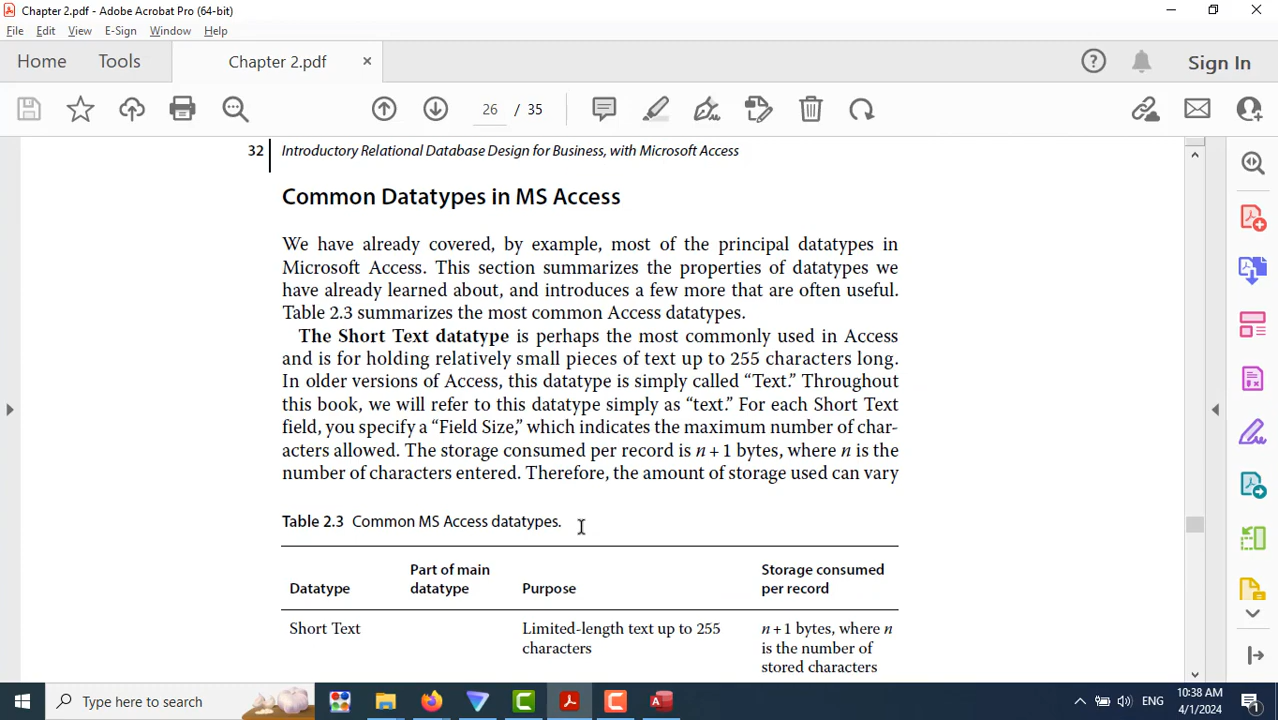 Chapter 2.pdf - Adobe Acrobat Pro (64-bit)
File Edit View E-Sign Window Help
Home Tools Chapter 2.pdf × Sign In
26 / 35
32 Introductory Relational Database Design for Business, with Microsoft Access
Common Datatypes in MS Access
We have already covered, by example, most of the principal datatypes in
Microsoft Access. This section summarizes the properties of datatypes we
have already learned about, and introduces a few more that are often useful.
Table 2.3 summarizes the most common Access datatypes.
The Short Text datatype is perhaps the most commonly used in Access
and is for holding relatively small pieces of text up to 255 characters long.
In older versions of Access, this datatype is simply called “Text.” Throughout
this book, we will refer to this datatype simply as “text.” For each Short Text
field, you specify a “Field Size,” which indicates the maximum number of char-
acters allowed. The storage consumed per record is n + 1 bytes, where n is the
number of characters entered. Therefore, the amount of storage used can vary
Table 2.3 Common MS Access datatypes.
Part of main Storage consumed
Datatype datatype Purpose per record
Short Text Limited-length text up to 255 n + 1 bytes, where n
characters is the number of
stored characters
Type here to search
ENG
10:38 AM
4/1/2024
1